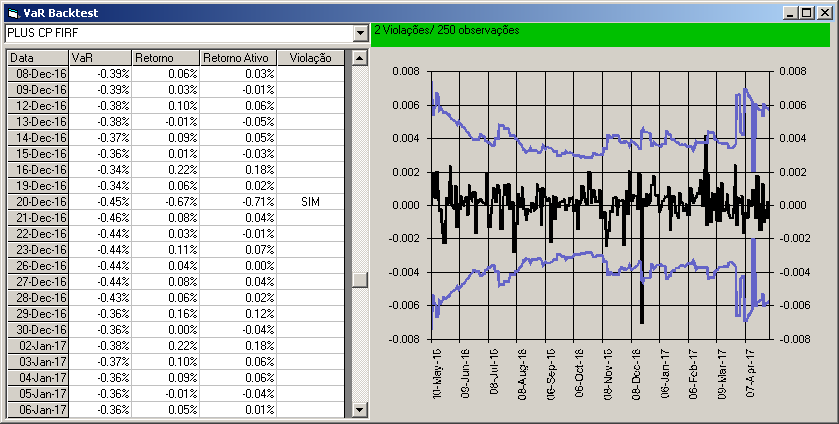 VaR Backtest
PLUS CP FIRF
2 Violações/ 250 observações
Data VaR Retorno Retorno Ativo Violação
08-Dec-16 -0.39% 0.06% 0.03%
09-Dec-16 -0.39% 0.03% -0.01%
12-Dec-16 -0.38% 0.10% 0.06%
13-Dec-16 -0.38% -0.01% -0.05%
14-Dec-16 -0.37% 0.09% 0.05%
15-Dec-16 -0.36% 0.01% -0.03%
16-Dec-16 -0.34% 0.22% 0.18%
19-Dec-16 -0.34% 0.06% 0.02%
20-Dec-16 -0.45% -0.67% -0.71% SIM
21-Dec-16 -0.46% 0.08% 0.04%
22-Dec-16 -0.44% 0.03% -0.01%
23-Dec-16 -0.44% 0.11% 0.07%
26-Dec-16 -0.44% 0.04% 0.00%
27-Dec-16 -0.44% 0.08% 0.04%
28-Dec-16 -0.43% 0.06% 0.02%
29-Dec-16 -0.36% 0.16% 0.12%
30-Dec-16 -0.36% 0.00% -0.04%
02-Jan-17 -0.38% 0.22% 0.18%
03-Jan-17 -0.37% 0.10% 0.06%
04-Jan-17 -0.36% 0.09% 0.06%
05-Jan-17 -0.36% -0.01% -0.04%
06-Jan-17 -0.36% 0.05% 0.01%
0.008 0.008
0.006 0.006
0.004 0.004
0.002 0.002
0.000 0.000
-0.002 -0.002
-0.004 -0.004
-0.006 -0.006
-0.008 -0.008
10-May-16
09-Jun-16
08-Jul-16
08-Aug-16
06-Sep-16
06-Oct-16
08-Nov-16
08-Dec-16
06-Jan-17
06-Feb-17
09-Mar-17
07-Apr-17